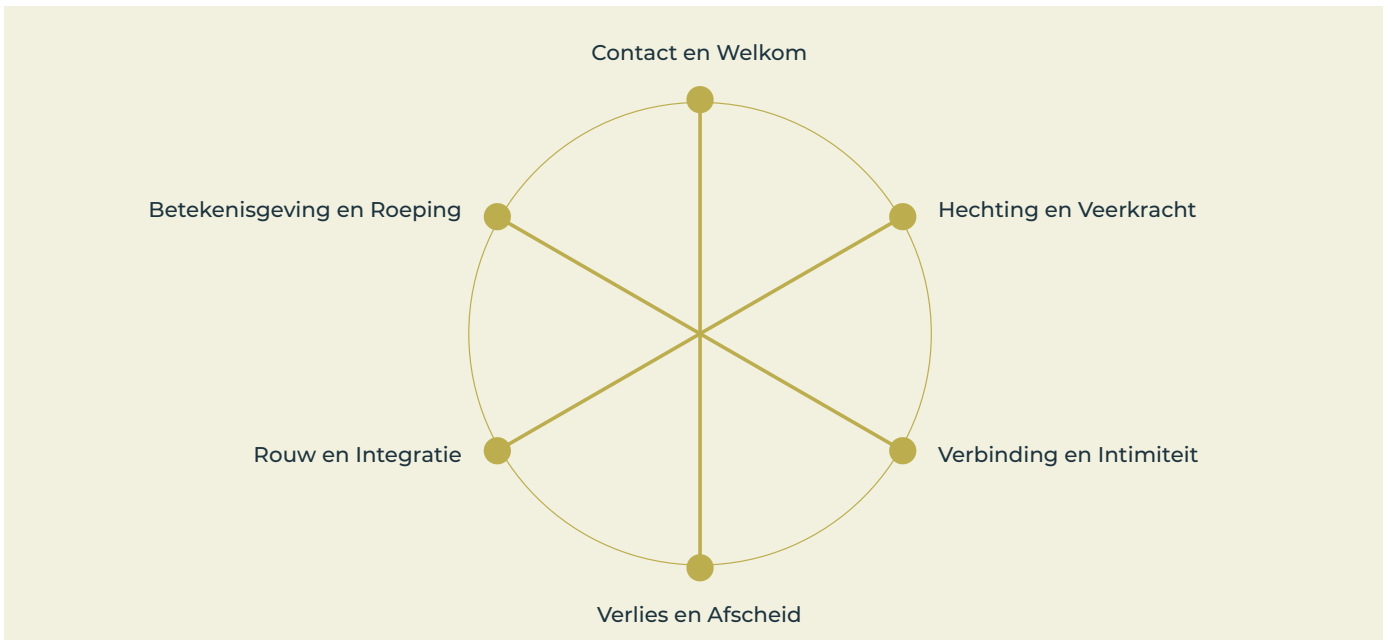 Contact en Welkom
Betekenisgeving en Roeping
Hechting en Veerkracht
Rouw en Integratie
Verbinding en Intimiteit
Verlies en Afscheid